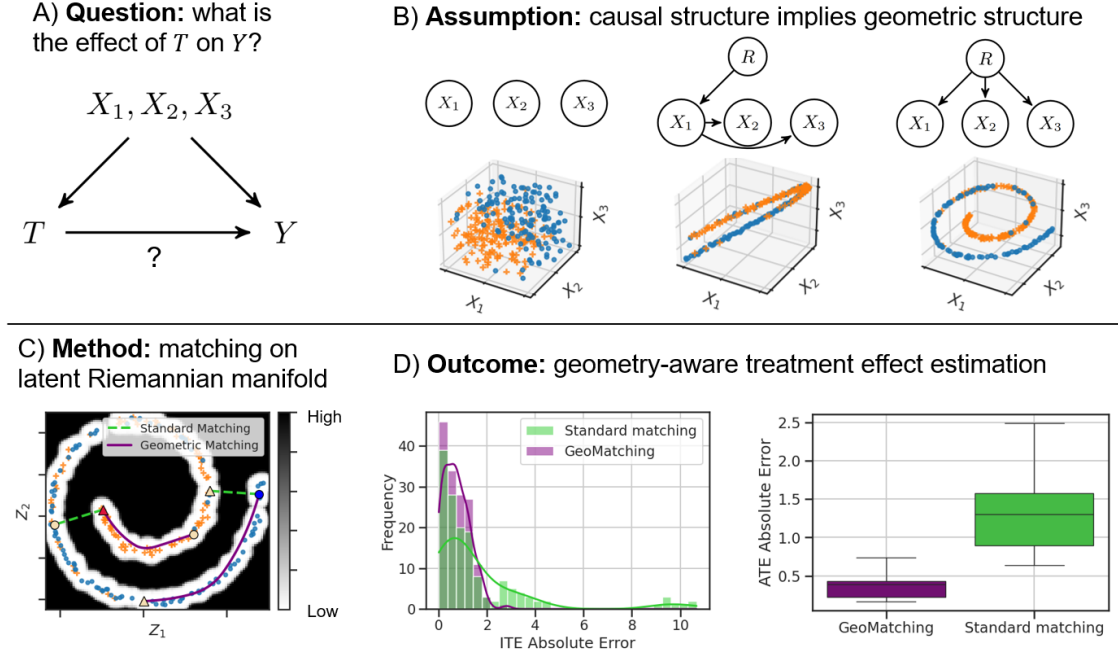 A) Question: what is
the effect of T on Y?
X₁, X₂, X₃
T
?
Y
B) Assumption: causal structure implies geometric structure
X₁ X₂ X₃
R
X₁ X₂ X₃
R
X₁ X₂ X₃
X₁ X₂ X₃
X₁ X₂ X₃
X₁ X₂ X₃
C) Method: matching on
latent Riemannian manifold
Standard Matching
Geometric Matching
High
Low
Z₂
Z₁
D) Outcome: geometry-aware treatment effect estimation
Standard matching
GeoMatching
Frequency
40
30
20
10
0
0 2 4 6 8 10
ITE Absolute Error
ATE Absolute Error
2.5
2.0
1.5
1.0
0.5
GeoMatching Standard matching